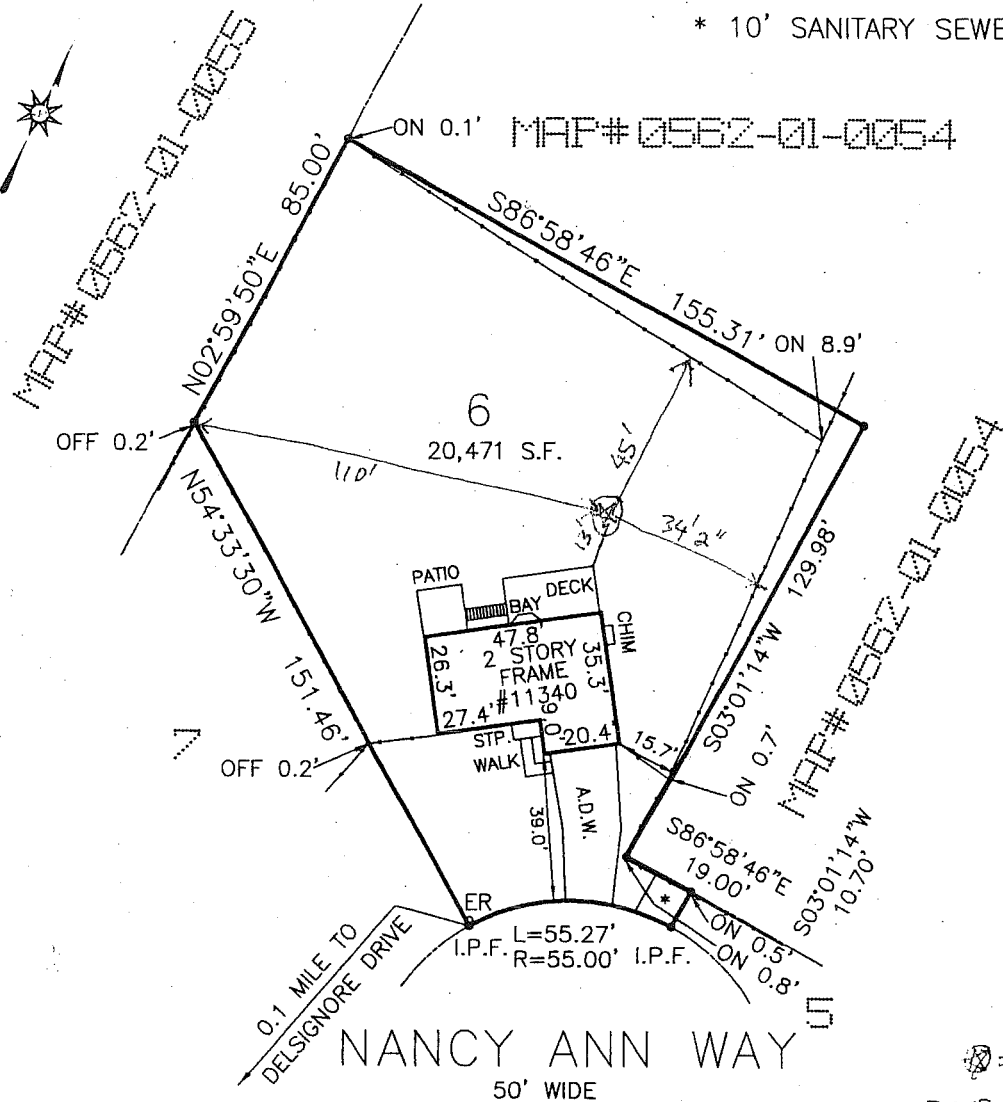 * 10' SANITARY SEWE
MAP# 0562-01-0055
ON 0.1'
MAP# 0562-01-0054
N02°59'50"E 85.00'
S86°58'46"E 155.31'
ON 8.9'
OFF 0.2'
6
20,471 S.F.
110'
45'
13'
34'2"
N54°33'30"W 151.46'
S03°01'14"W 129.98'
MAP# 0562-01-0054
PATIO
DECK
BAY
CHIM
47.8'
26.3'
2 STORY
FRAME
#11340
35.3'
27.4'
9.0'
20.4
STP.
WALK
15.7'
ON 0.7'
7
OFF 0.2'
39.0'
A.D.W.
S86°58'46"E
19.00'
S03°01'14"W
10.70'
*
ER
I.P.F.
L=55.27'
R=55.00'
I.P.F.
ON 0.5'
ON 0.8'
0.1 MILE TO
DELSIGNORE DRIVE
5
NANCY ANN WAY
50' WIDE
=